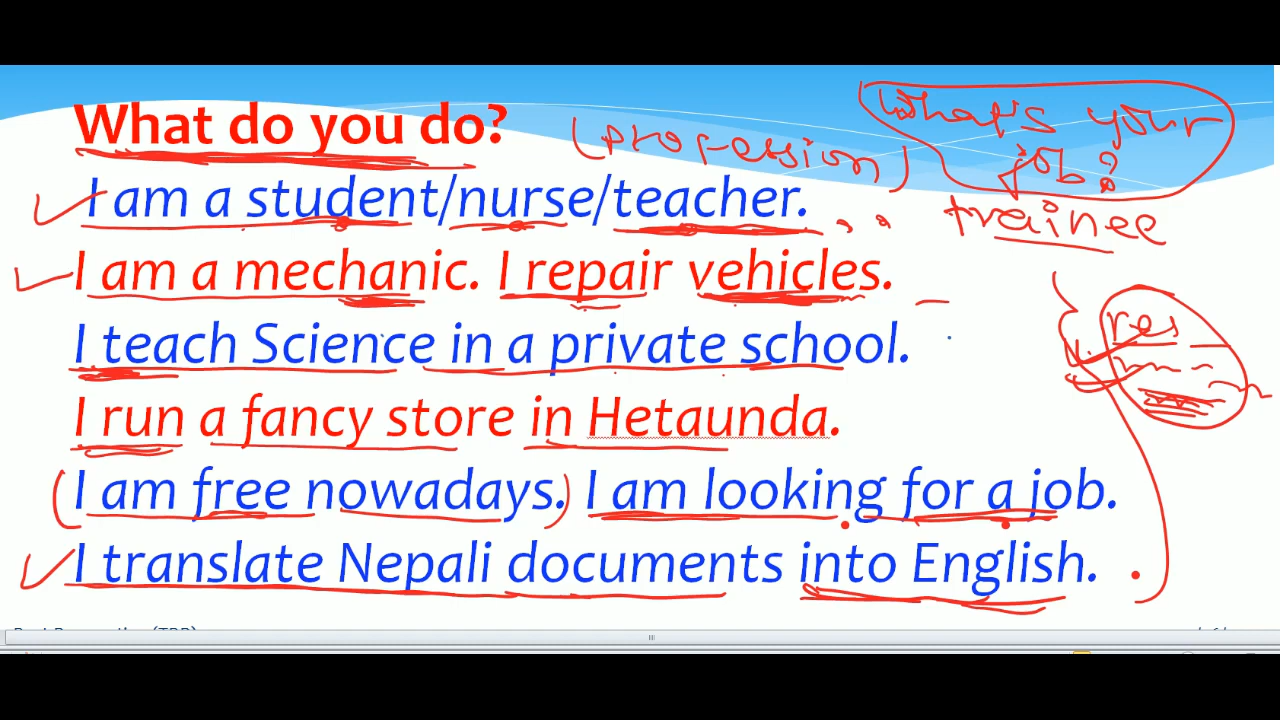 What do you do?
(profession)
What's your
job?
I am a student/nurse/teacher.
trainee
I am a mechanic. I repair vehicles.
res
I teach Science in a private school.
I run a fancy store in Hetaunda.
I am free nowadays. I am looking for a job.
I translate Nepali documents into English.